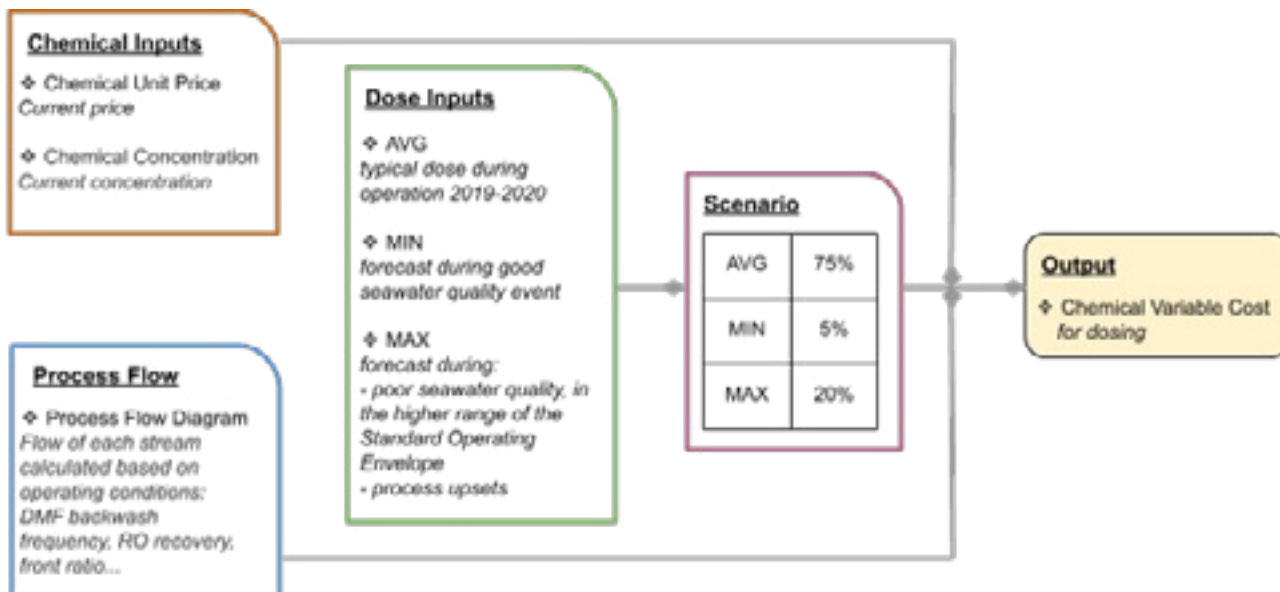 Chemical Inputs
❖ Chemical Unit Price
Current price
❖ Chemical Concentration
Current concentration
Process Flow
❖ Process Flow Diagram
Flow of each stream
calculated based on
operating conditions:
DMF backwash
frequency, RO recovery,
front ratio...
Dose Inputs
❖ AVG
typical dose during
operation 2019-2020
❖ MIN
forecast during good
seawater quality event
❖ MAX
forecast during:
- poor seawater quality, in
the higher range of the
Standard Operating
Envelope
- process upsets
Scenario
AVG 75%
MIN 5%
MAX 20%
Output
❖ Chemical Variable Cost
for dosing